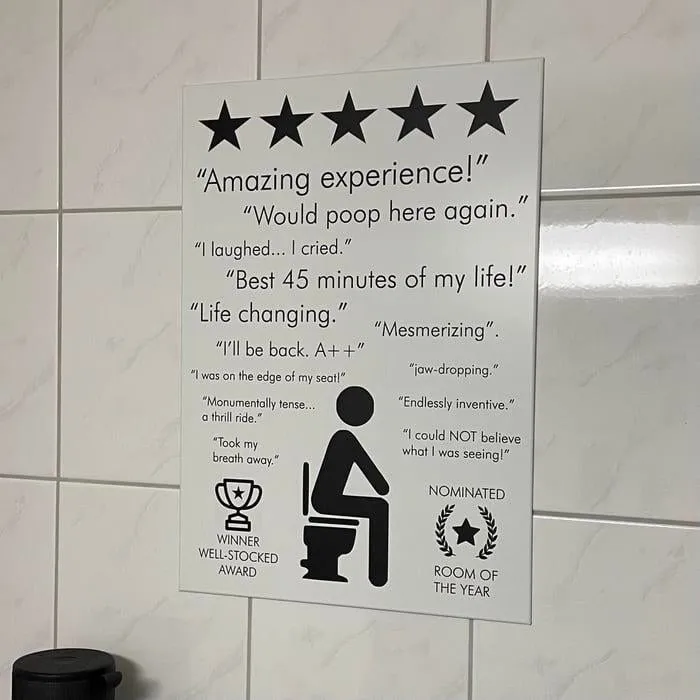 "Amazing experience!"
"Would poop here again."
"I laughed... I cried."
"Best 45 minutes of my life!"
"Life changing."
"Mesmerizing".
"I'll be back. A++"
"jaw-dropping."
"I was on the edge of my seat!"
"Monumentally tense...
a thrill ride."
"Endlessly inventive."
"Took my
breath away."
"I could NOT believe
what I was seeing!"
WINNER
WELL-STOCKED
AWARD
NOMINATED
ROOM OF
THE YEAR